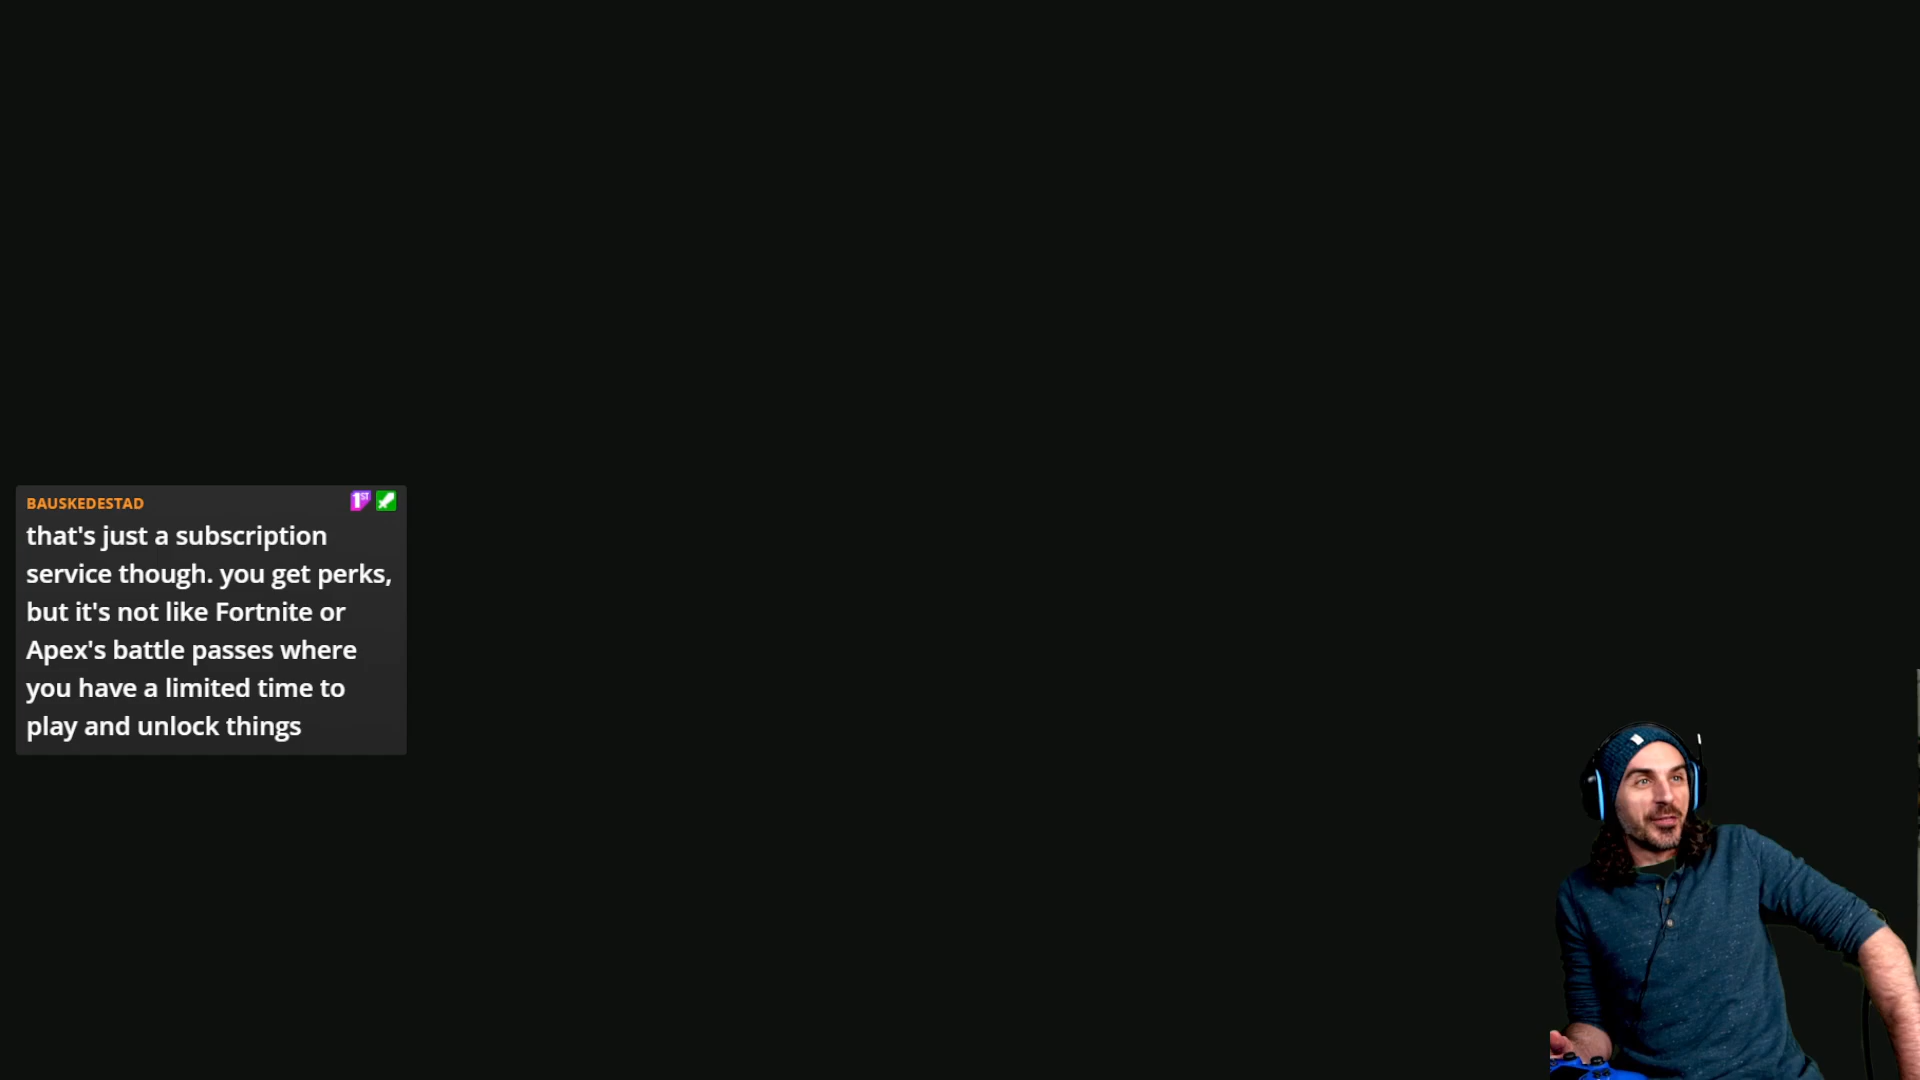 BAUSKEDESTAD
1ST
that's just a subscription
service though. you get perks,
but it's not like Fortnite or
Apex's battle passes where
you have a limited time to
play and unlock things